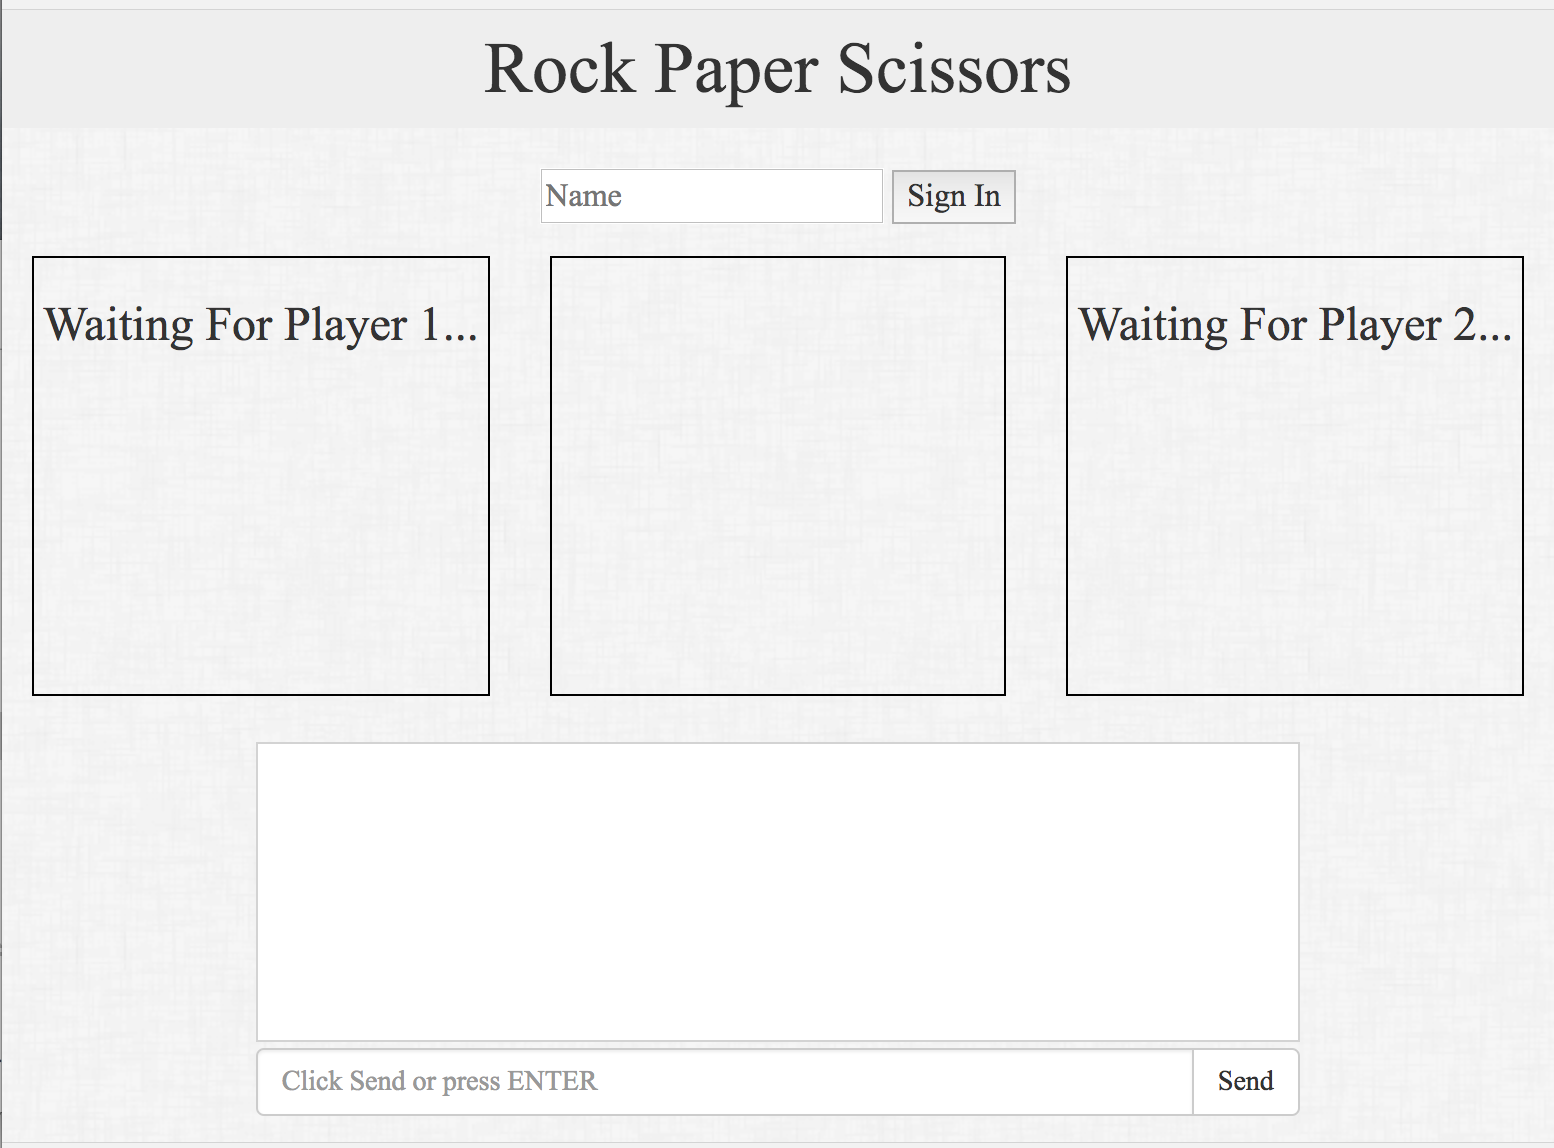 Rock Paper Scissors
Name
Sign In
Waiting For Player 1...
Waiting For Player 2...
Click Send or press ENTER
Send